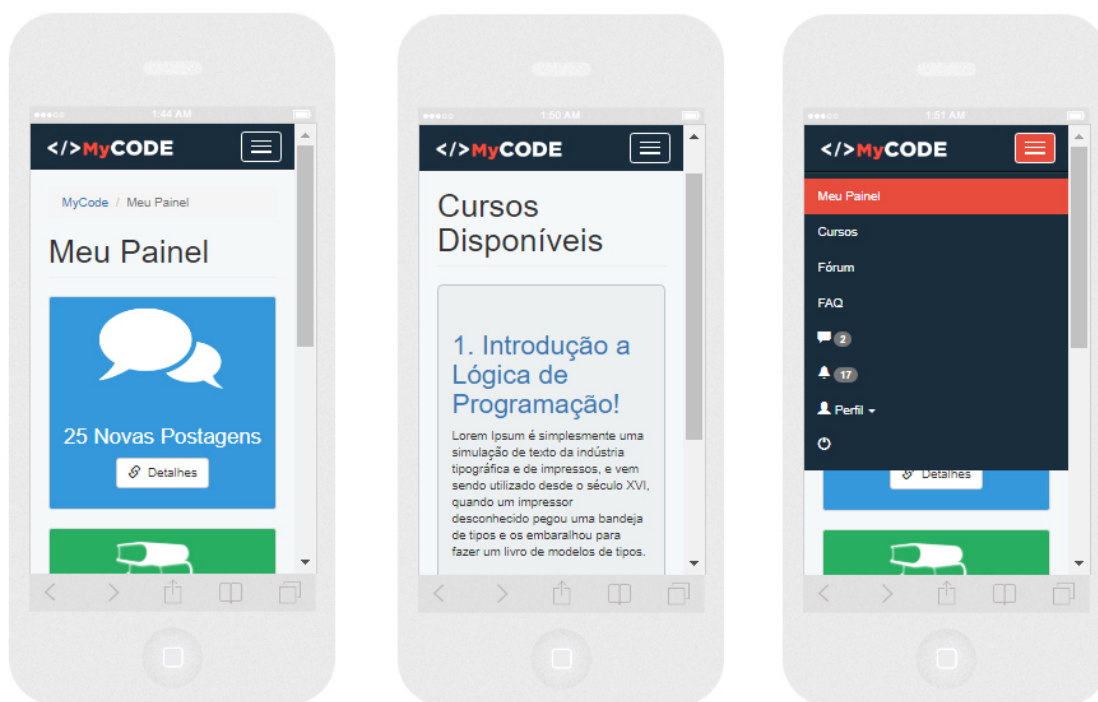 1:44 AM
</>MyCODE
MyCode / Meu Painel
Meu Painel
25 Novas Postagens
Detalhes
1:50 AM
</>MyCODE
Cursos
Disponíveis
1. Introdução a
Lógica de
Programação!
Lorem Ipsum é simplesmente uma
simulação de texto da indústria
tipográfica e de impressos, e vem
sendo utilizado desde o século XVI,
quando um impressor
desconhecido pegou uma bandeja
de tipos e os embaralhou para
fazer um livro de modelos de tipos.
1:51 AM
</>MyCODE
Meu Painel
Cursos
Fórum
FAQ
2
17
Perfil
Detalhes